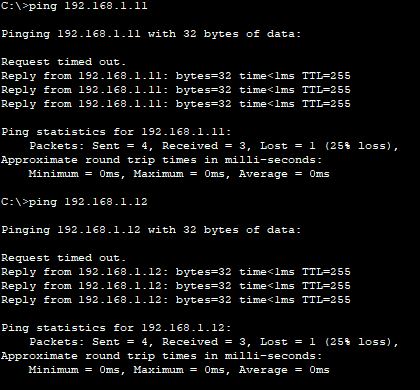 C:\>ping 192.168.1.11
Pinging 192.168.1.11 with 32 bytes of data:
Request timed out.
Reply from 192.168.1.11: bytes=32 time<1ms TTL=255
Reply from 192.168.1.11: bytes=32 time<1ms TTL=255
Reply from 192.168.1.11: bytes=32 time<1ms TTL=255
Ping statistics for 192.168.1.11:
Packets: Sent = 4, Received = 3, Lost = 1 (25% loss),
Approximate round trip times in milli-seconds:
Minimum = 0ms, Maximum = 0ms, Average = 0ms
C:\>ping 192.168.1.12
Pinging 192.168.1.12 with 32 bytes of data:
Request timed out.
Reply from 192.168.1.12: bytes=32 time<1ms TTL=255
Reply from 192.168.1.12: bytes=32 time<1ms TTL=255
Reply from 192.168.1.12: bytes=32 time<1ms TTL=255
Ping statistics for 192.168.1.12:
Packets: Sent = 4, Received = 3, Lost = 1 (25% loss),
Approximate round trip times in milli-seconds:
Minimum = 0ms, Maximum = 0ms, Average = 0ms